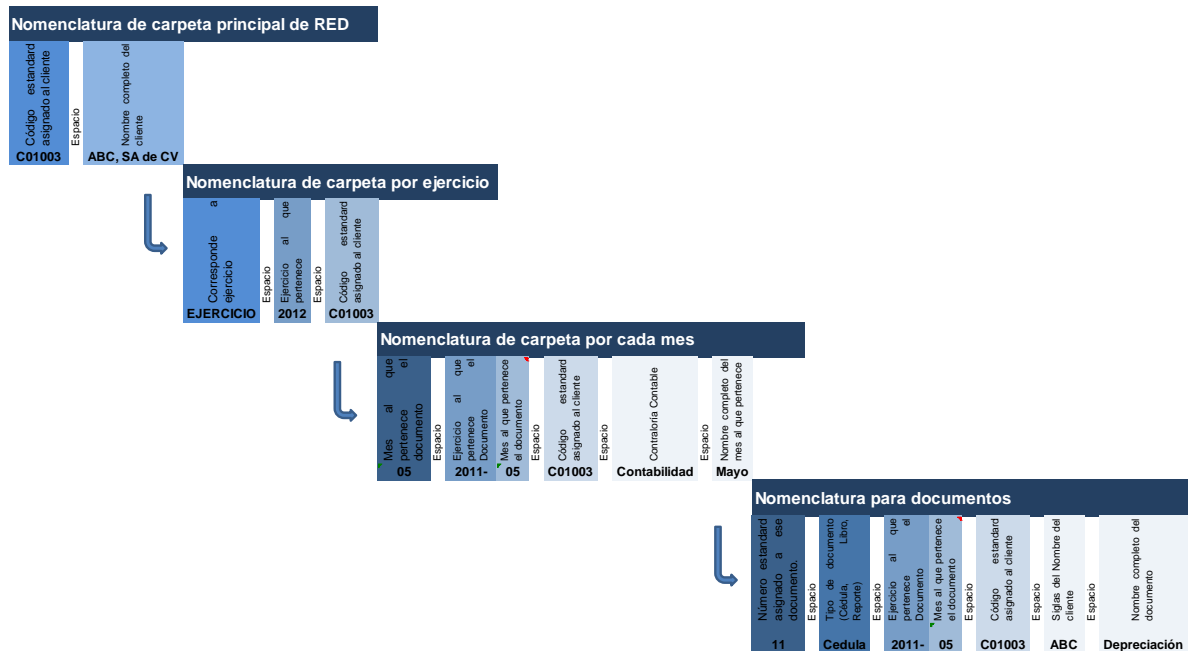 Nomenclatura de carpeta principal de RED
Código estandard
asignado al cliente
Espacio
Nombre completo del
cliente
C01003
ABC, SA de CV
Nomenclatura de carpeta por ejercicio
Corresponde a
ejercicio
Espacio
Ejercicio al que
pertenece
Espacio
Código estandard
asignado al cliente
EJERCICIO
2012
C01003
Nomenclatura de carpeta por cada mes
Mes al que el
pertenece
documento
Espacio
Ejercicio al que el
pertenece
Documento
Mes al que pertenece
el documento
Espacio
Código estandard
asignado al cliente
Espacio
Contraloría Contable
Espacio
Nombre completo del
mes al que pertenece
05
2011-
05
C01003
Contabilidad
Mayo
Nomenclatura para documentos
Número estandard
asignado a ese
documento.
Espacio
Tipo de documento
(Cédula, Libro,
Reporte)
Espacio
Ejercicio al que el
pertenece
Documento
Mes al que pertenece
el documento
Espacio
Código estandard
asignado al cliente
Espacio
Siglas del Nombre del
cliente
Espacio
Nombre completo del
documento
11
Cedula
2011-
05
C01003
ABC
Depreciación